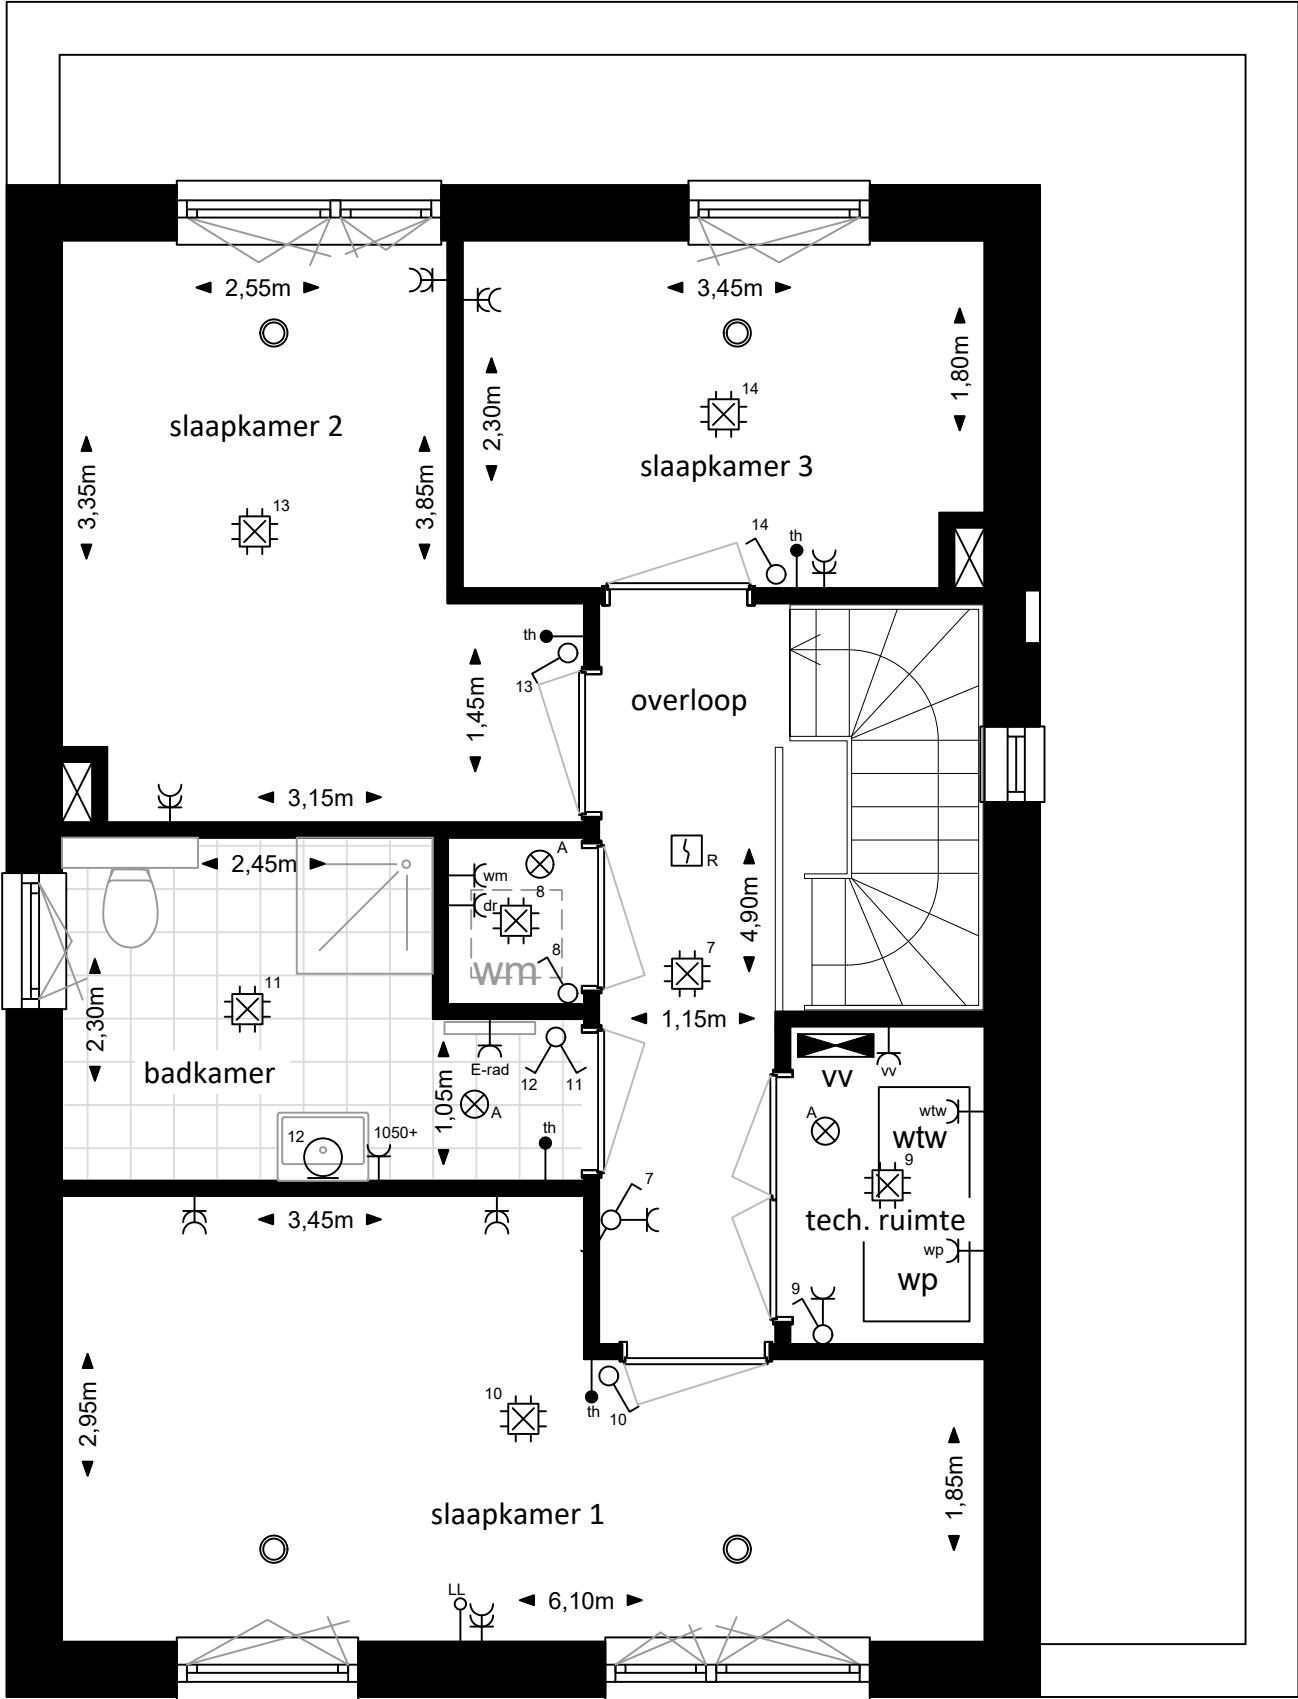 2,55m
3,45m
1,80m
2,30m
14
slaapkamer 2
slaapkamer 3
3,35m
3,85m
13
14
th
th
13
1,45m
overloop
3,15m
2,45m
A
wm
8
dr
R
4,90m
8
wm
7
11
2,30m
1,15m
badkamer
E-rad
12
11
1,05m
A
vv
vv
A
wtw
wtw
12
1050+
th
9
7
3,45m
tech. ruimte
wp
wp
9
2,95m
10
th
10
1,85m
slaapkamer 1
LL
6,10m